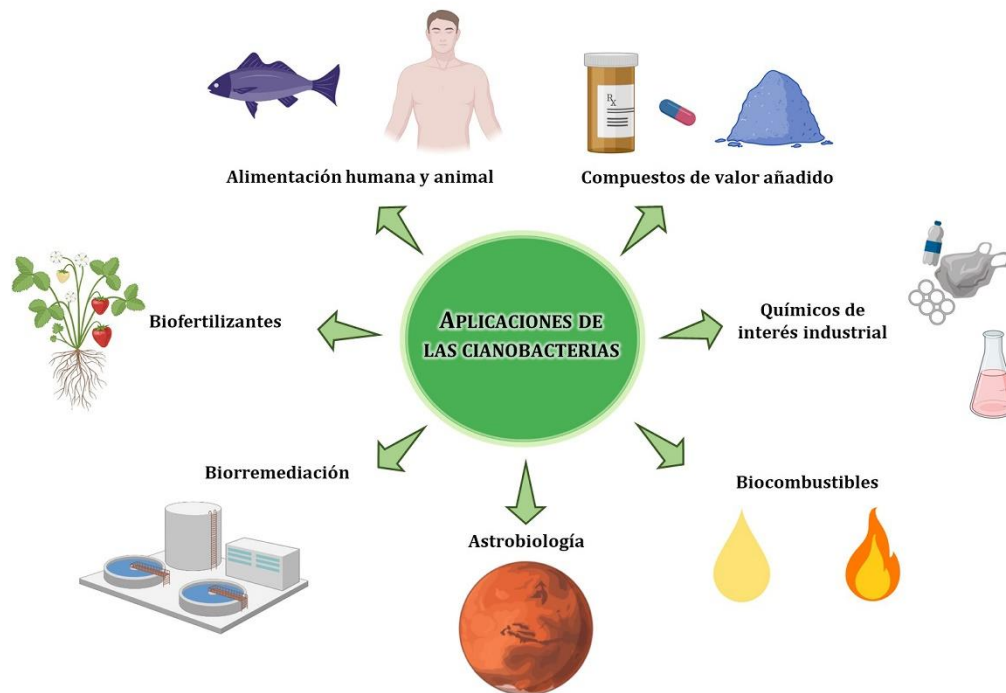 Alimentación humana y animal
Compuestos de valor añadido
Rx
Biofertilizantes
APLICACIONES DE
LAS CIANOBACTERIAS
Químicos de
interés industrial
Biorremediación
Biocombustibles
Astrobiología